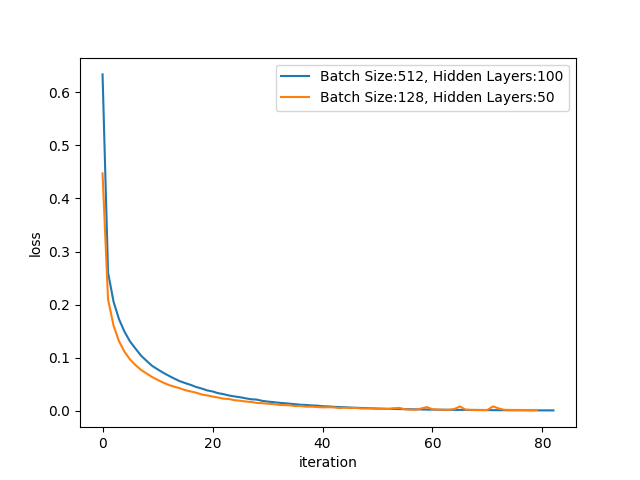 Batch Size:512, Hidden Layers:100
Batch Size:128, Hidden Layers:50
0.6
0.5
0.4
0.3
0.2
0.1
0.0
loss
0 20 40 60 80
iteration